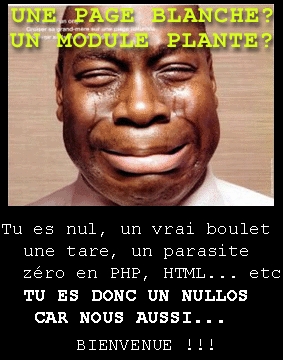 UNE PAGE BLANCHE?
UN MODULE PLANTE?
Tu es nul, un vrai boulet
une tare, un parasite
zéro en PHP, HTML... etc
TU ES DONC UN NULLOS
CAR NOUS AUSSI...
BIENVENUE !!!